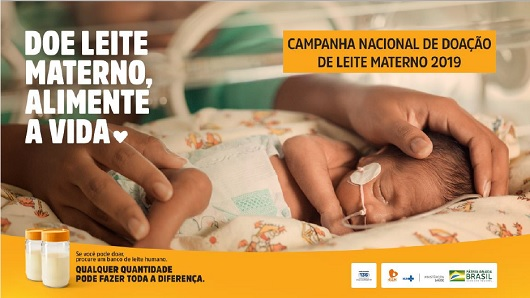 DOE LEITE
MATERNO,
ALIMENTE
A VIDA
CAMPANHA NACIONAL DE DOAÇÃO
DE LEITE MATERNO 2019
Se você pode doar,
procure um banco de leite humano.
QUALQUER QUANTIDADE
PODE FAZER TODA A DIFERENÇA.
PÁTRIA AMADA
BRASIL